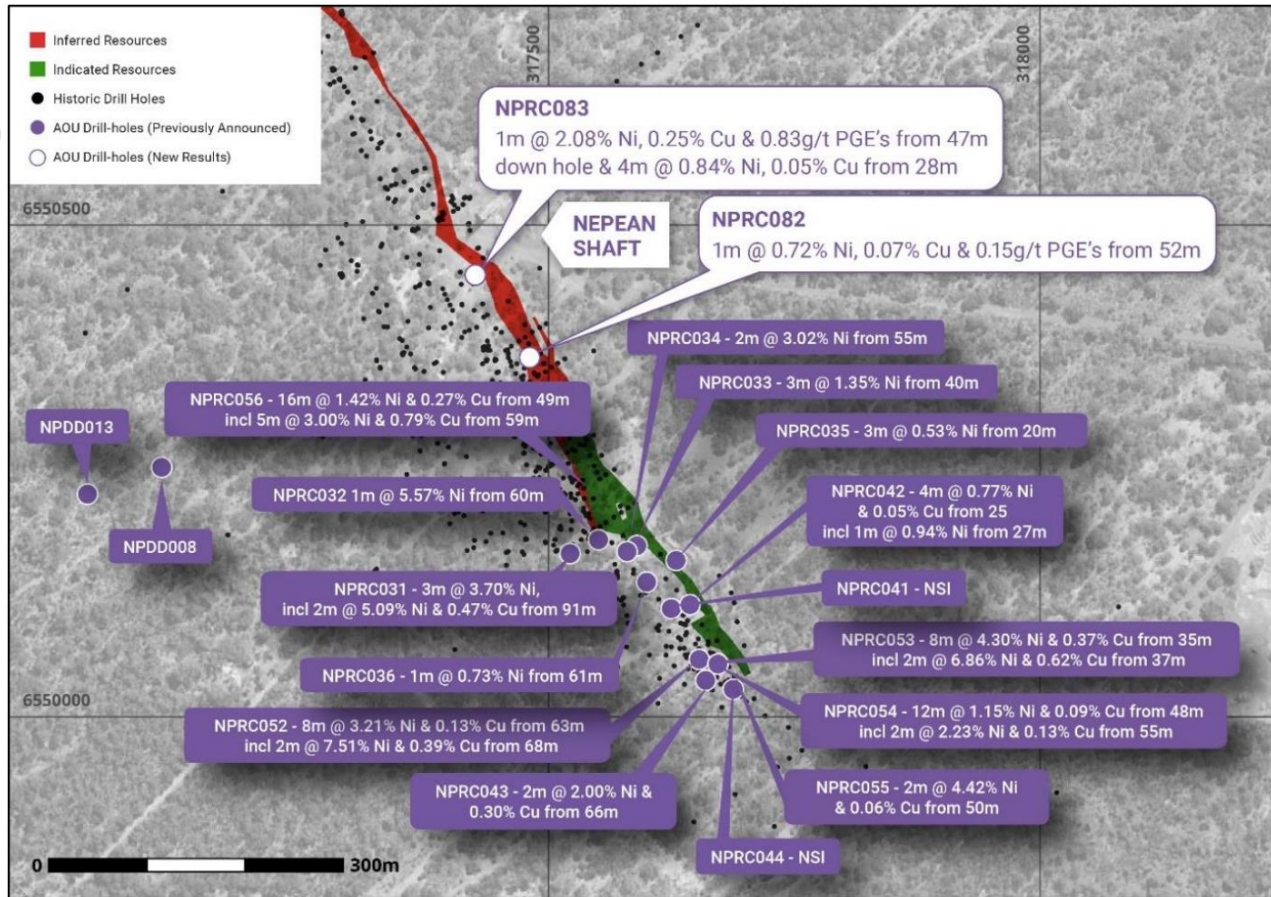 Inferred Resources
Indicated Resources
Historic Drill Holes
AOU Drill-holes (Previously Announced)
AOU Drill-holes (New Results)
317500
318000
NPRC083
1m @ 2.08% Ni, 0.25% Cu & 0.83g/t PGE's from 47m
down hole & 4m @ 0.84% Ni, 0.05% Cu from 28m
6550500
NEPEAN
SHAFT
NPRC082
1m @ 0.72% Ni, 0.07% Cu & 0.15g/t PGE's from 52m
NPRC034 - 2m @ 3.02% Ni from 55m
NPRC033 - 3m @ 1.35% Ni from 40m
NPRC056 - 16m @ 1.42% Ni & 0.27% Cu from 49m
incl 5m @ 3.00% Ni & 0.79% Cu from 59m
NPRC035 - 3m @ 0.53% Ni from 20m
NPDD013
NPRC032 1m @ 5.57% Ni from 60m
NPRC042 - 4m @ 0.77% Ni
& 0.05% Cu from 25
incl 1m @ 0.94% Ni from 27m
NPDD008
NPRC031 - 3m @ 3.70% Ni,
incl 2m @ 5.09% Ni & 0.47% Cu from 91m
NPRC041 - NSI
NPRC053 - 8m @ 4.30% Ni & 0.37% Cu from 35m
incl 2m @ 6.86% Ni & 0.62% Cu from 37m
NPRC036 - 1m @ 0.73% Ni from 61m
6550000
NPRC052 - 8m @ 3.21% Ni & 0.13% Cu from 63m
incl 2m @ 7.51% Ni & 0.39% Cu from 68m
NPRC054 - 12m @ 1.15% Ni & 0.09% Cu from 48m
incl 2m @ 2.23% Ni & 0.13% Cu from 55m
NPRC043 - 2m @ 2.00% Ni &
0.30% Cu from 66m
NPRC055 - 2m @ 4.42% Ni
& 0.06% Cu from 50m
NPRC044 - NSI
0 300m